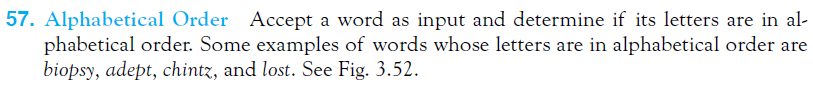 57. Alphabetical Order Accept a word as input and determine if its letters are in al-
phabetical order. Some examples of words whose letters are in alphabetical order are
biopsy, adept, chintz, and lost. See Fig. 3.52.